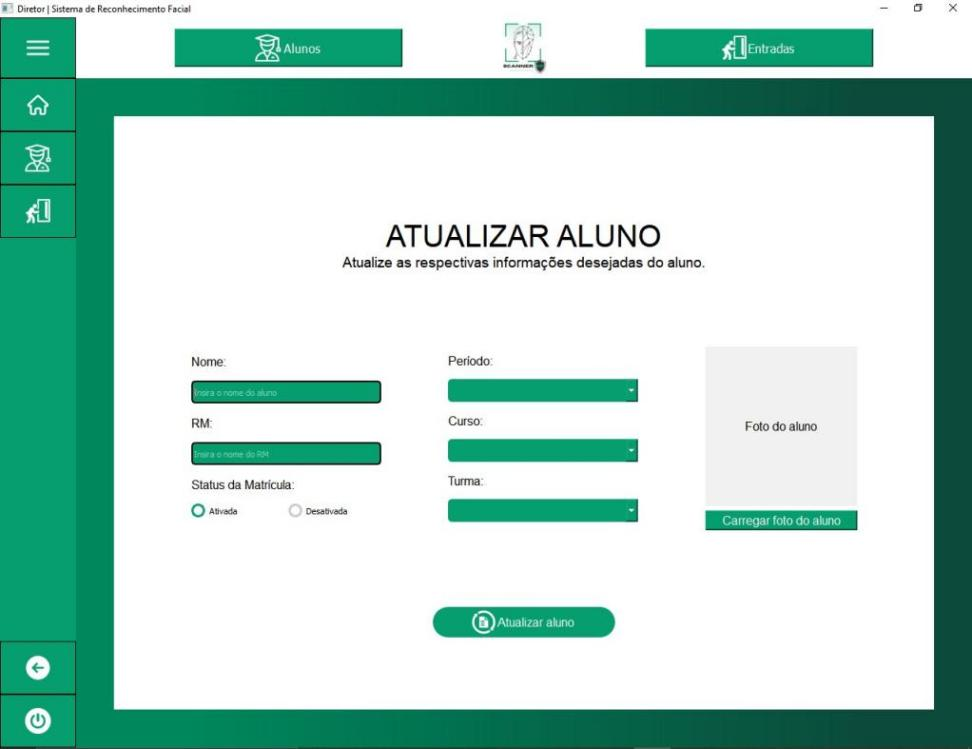 Diretor | Sistema de Reconhecimento Facial
Alunos
SCANNER
Entradas
ATUALIZAR ALUNO
Atualize as respectivas informações desejadas do aluno.
Nome:
Insira o nome do aluno
RM:
Insira o nome do RM
Status da Matrícula:
Ativada
Desativada
Período:
Curso:
Turma:
Foto do aluno
Carregar foto do aluno
Atualizar aluno